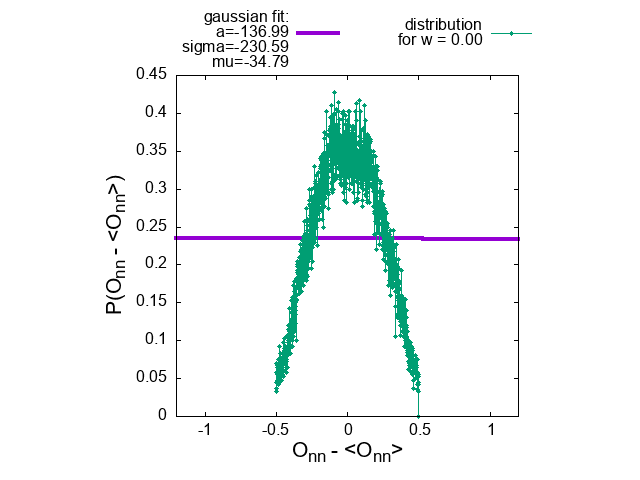 gaussian fit:
a=-136.99
sigma=-230.59
mu=-34.79
distribution
for w = 0.00
0.45
0.4
0.35
0.3
0.25
0.2
0.15
0.1
0.05
0
-1
-0.5
0
0.5
1
P(Onn - <Onn>)
Onn - <Onn>